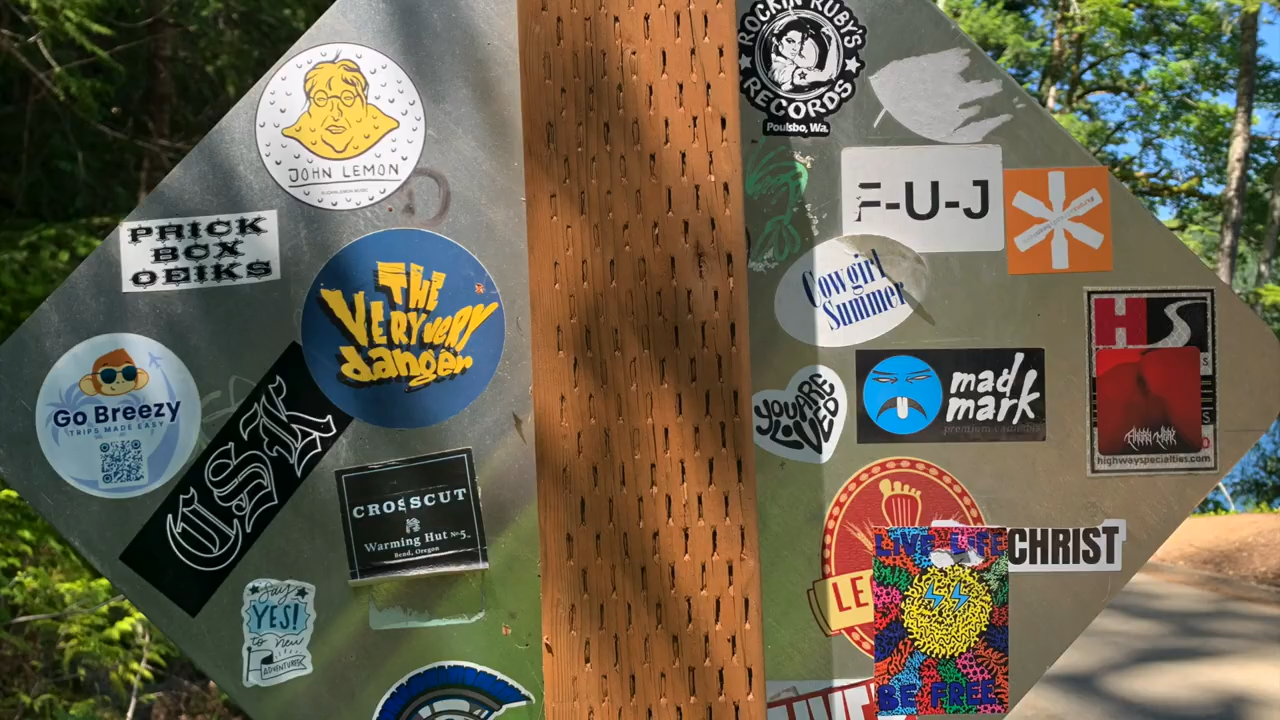 JOHN LEMON
PRICK
BOX
OEIKS
THE
VERY VERY
danger
Go Breezy
TRIPS MADE EASY
CSK
CROSSCUT
Warming Hut No 5.
Bend, Oregon
Say
YES!
to new
ADVENTURES
ROCKIN RUBY'S
RECORDS
Poulsbo, Wa.
F-U-J
Cowgirl
Summer
YOU ARE
LOVED
mad
mark
premium cannabis
H S
highwayspecialties.com
LE
CHRIST
LIVE LIFE
BE FREE